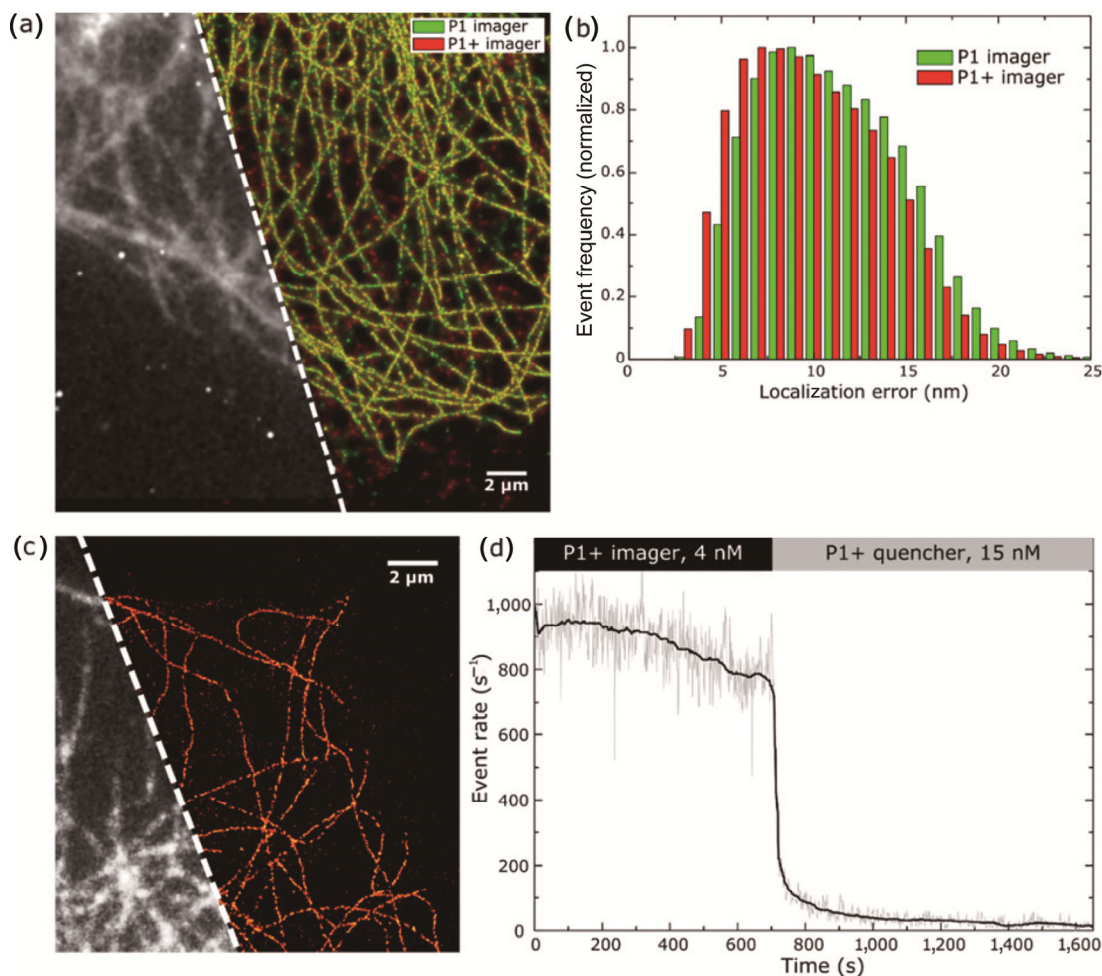 (a)
P1 imager
P1+ imager
2 µm
(b)
Event frequency (normalized)
1.0
0.8
0.6
0.4
0.2
0
P1 imager
P1+ imager
0 5 10 15 20 25
Localization error (nm)
(c)
2 µm
(d)
P1+ imager, 4 nM
P1+ quencher, 15 nM
Event rate (s⁻¹)
1,000
800
600
400
200
0
0 200 400 600 800 1,000 1,200 1,400 1,600
Time (s)